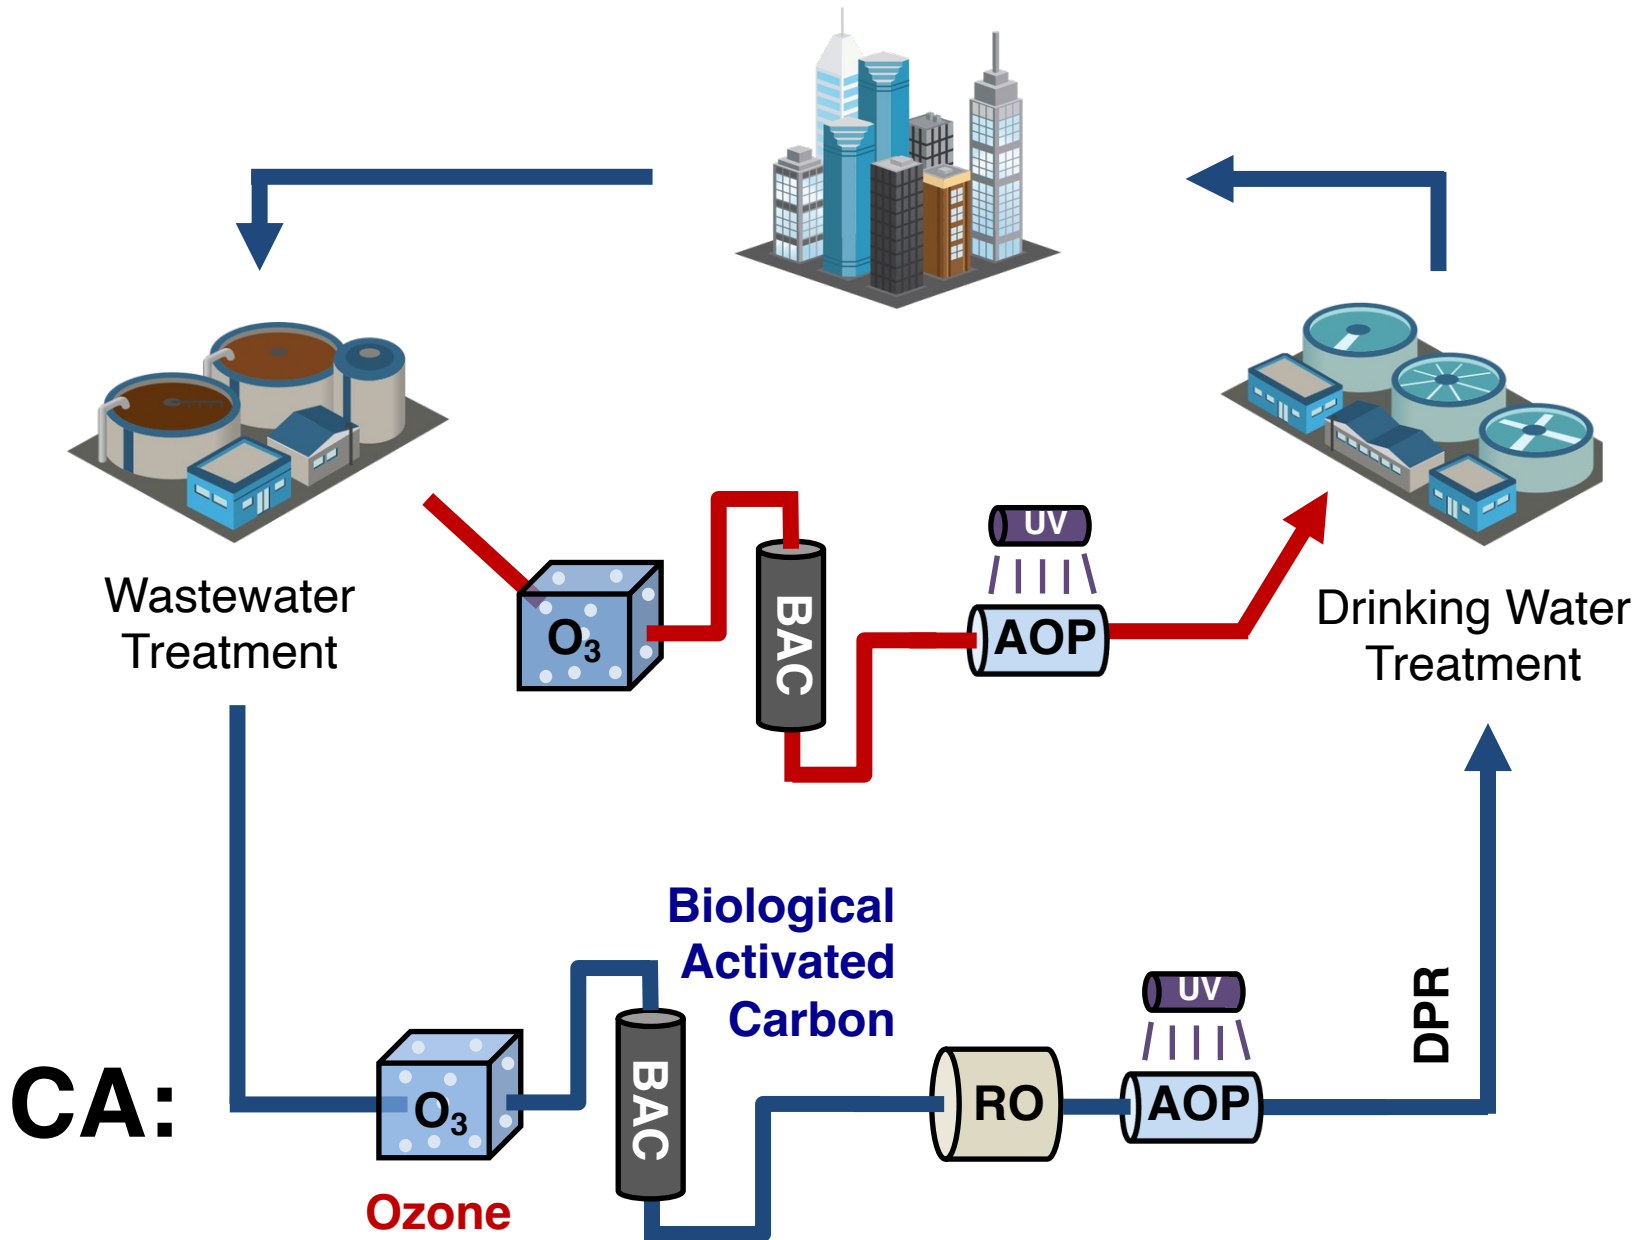 UV
Wastewater
Treatment
O3
BAC
AOP
Drinking Water
Treatment
Biological
Activated
Carbon
UV
DPR
CA:
O3
BAC
RO
AOP
Ozone